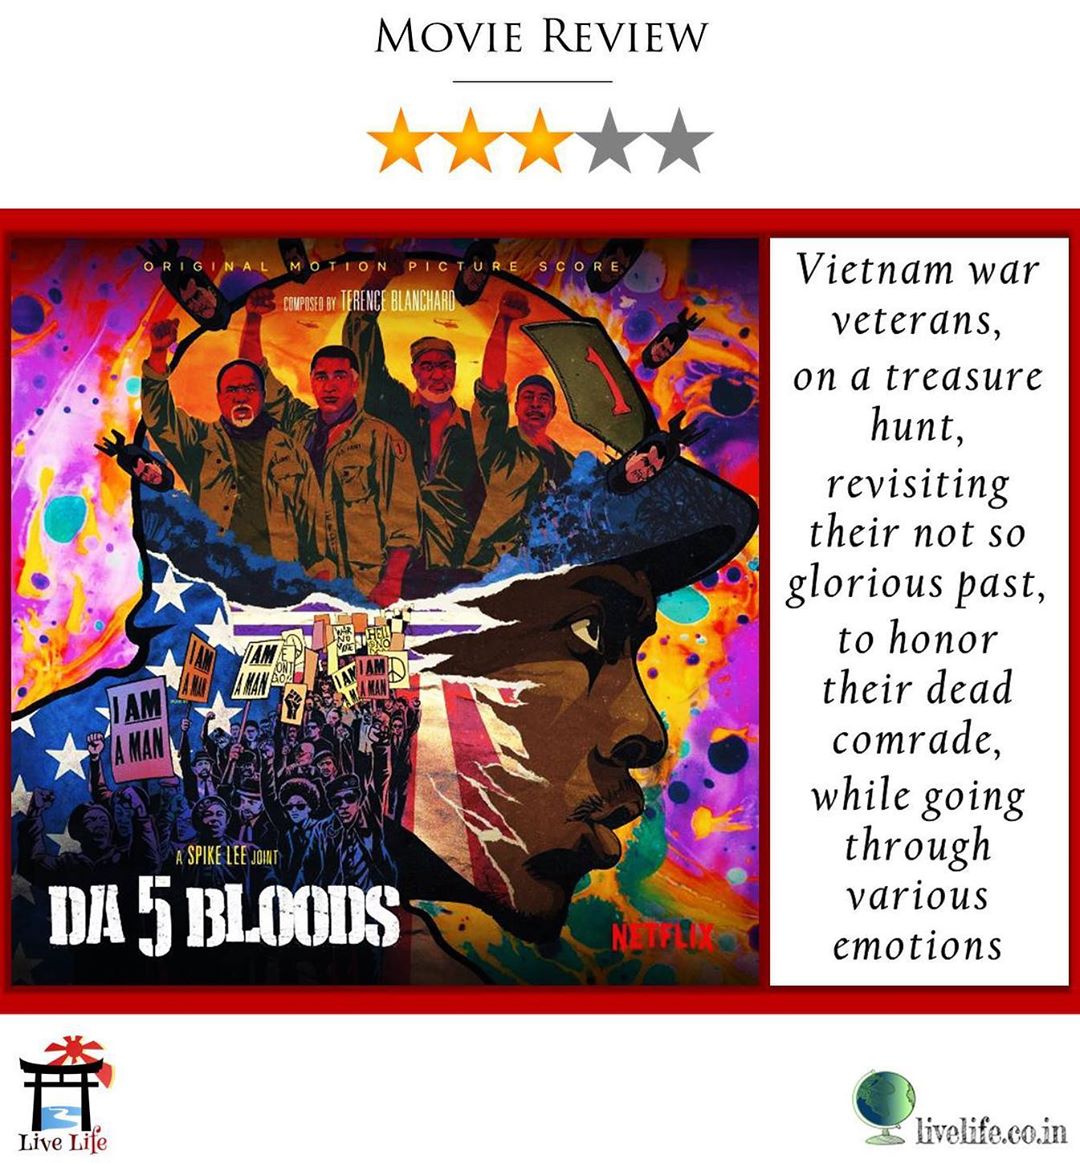 MOVIE REVIEW
ORIGINAL MOTION PICTURE SCORE
COMPOSED BY TERENCE BLANCHARD
1
I AM
A MAN
I AM
A MAN
I AM
A MAN
HELL
NO
I AM
A MAN
A SPIKE LEE JOINT
DA 5 BLOODS
NETFLIX
Vietnam war
veterans,
on a treasure
hunt,
revisiting
their not so
glorious past,
to honor
their dead
comrade,
while going
through
various
emotions
LIVE LIFE
livelife.co.in